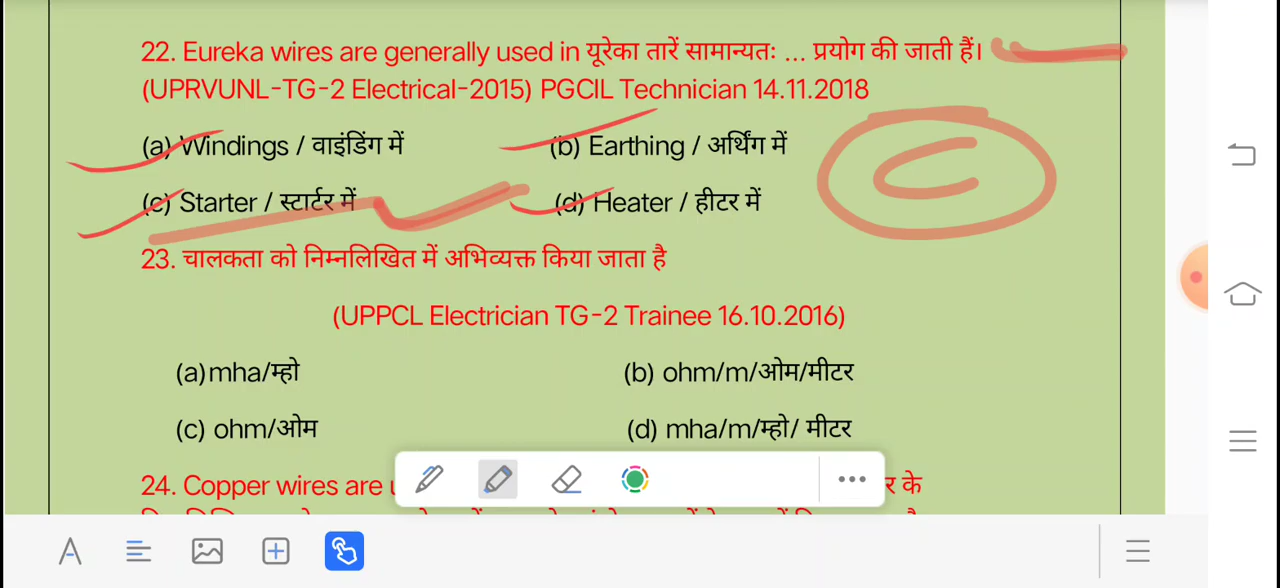 22. Eureka wires are generally used in यूरेका तारें सामान्यतः ... प्रयोग की जाती हैं।
(UPRVUNL-TG-2 Electrical-2015) PGCIL Technician 14.11.2018
(a) Windings / वाइंडिंग में (b) Earthing / अर्थिंग में
(c) Starter / स्टार्टर में (d) Heater / हीटर में
C
23. चालकता को निम्नलिखित में अभिव्यक्त किया जाता है
(UPPCL Electrician TG-2 Trainee 16.10.2016)
(a)mha/म्हो (b) ohm/m/ओम/मीटर
(c) ohm/ओम (d) mha/m/म्हो/ मीटर
24. Copper wires are के